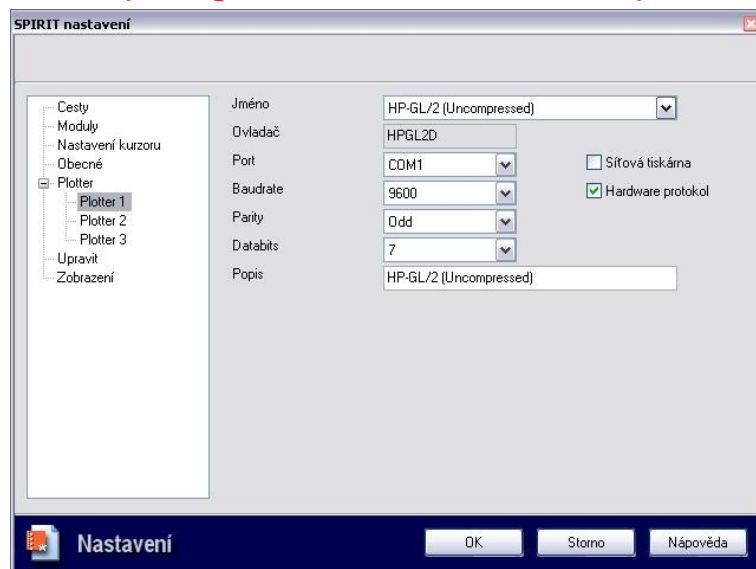 SPIRIT nastavení
Cesty
Moduly
Nastavení kurzoru
Obecné
Plotter
Plotter 1
Plotter 2
Plotter 3
Upravit
Zobrazení
Jméno HP-GL/2 (Uncompressed)
Ovladač HPGL2D
Port COM1 Síťová tiskárna
Baudrate 9600 Hardware protokol
Parity Odd
Databits 7
Popis HP-GL/2 (Uncompressed)
Nastavení OK Storno Nápověda